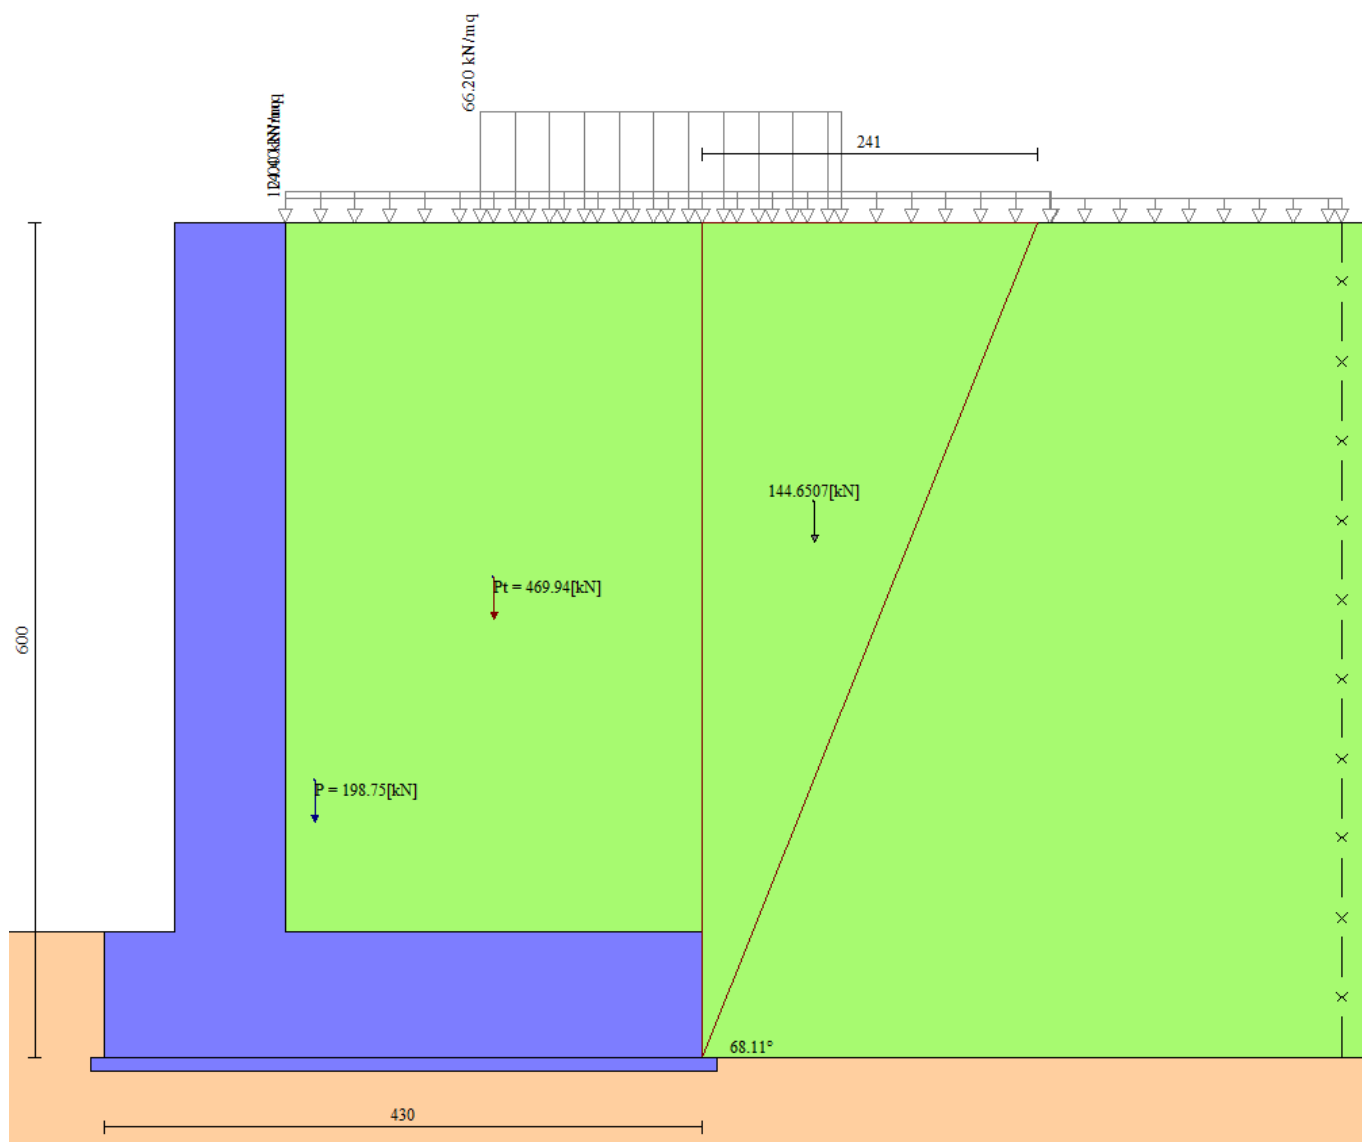 66.20 kN/mq
241
144.6507[kN]
Pt = 469.94[kN]
600
P = 198.75[kN]
68.11°
430